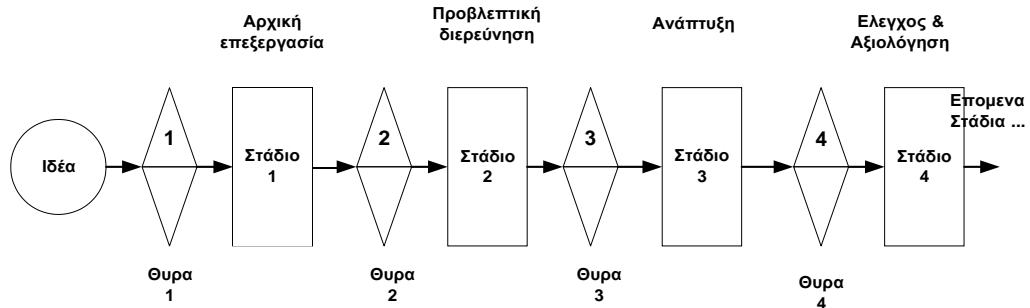 Αρχική
επεξεργασία
Προβλεπτική
διερεύνηση
Ανάπτυξη
Ελεγχος &
Αξιολόγηση
Ιδέα
1
Στάδιο
1
2
Στάδιο
2
3
Στάδιο
3
4
Στάδιο
4
Επομενα
Στάδια ...
Θυρα
1
Θυρα
2
Θυρα
3
Θυρα
4